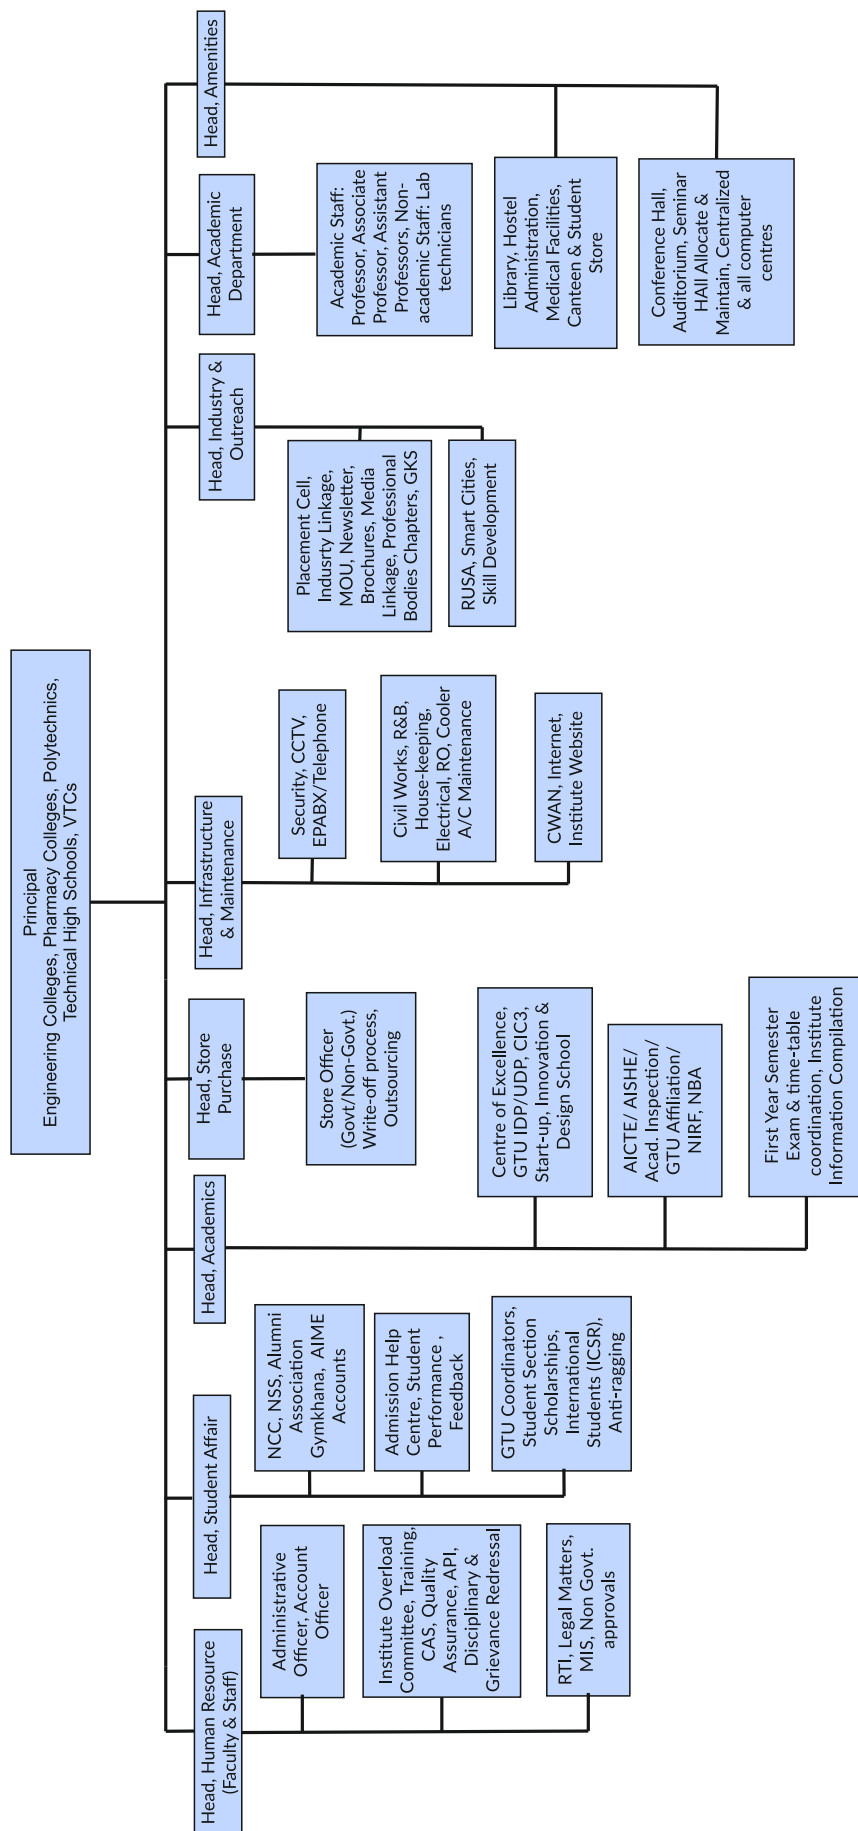 Principal
Engineering Colleges, Pharmacy Colleges, Polytechnics,
Technical High Schools, VTCs
Head, Human Resource
(Faculty & Staff)
Administrative
Officer, Account
Officer
Institute Overload
Committee, Training,
CAS, Quality
Assurance, API,
Disciplinary &
Grievance Redressal
RTI, Legal Matters,
MIS, Non Govt.
approvals
Head, Student Affair
NCC, NSS, Alumni
Association
Gymkhana, AIME
Accounts
Admission Help
Centre, Student
Performance ,
Feedback
GTU Coordinators,
Student Section
Scholarships,
International
Students (ICSR),
Anti-ragging
Head, Academics
Centre of Excellence,
GTU IDP/UDP, CIC3,
Start-up, Innovation &
Design School
AICTE/ AISHE/
Acad. Inspection/
GTU Affiliation/
NIRF, NBA
First Year Semester
Exam & time-table
coordination, Institute
Information Compilation
Head, Store
Purchase
Store Officer
(Govt/Non-Govt.)
Write-off process,
Outsourcing
Head, Infrastructure
& Maintenance
Security, CCTV,
EPABX/Telephone
Civil Works, R&B,
House-keeping,
Electrical, RO, Cooler
A/C Maintenance
CWAN, Internet,
Institute Website
Head, Industry &
Outreach
Placement Cell,
Indusrty Linkage,
MOU, Newsletter,
Brochures, Media
Linkage, Professional
Bodies Chapters, GKS
RUSA, Smart Cities,
Skill Development
Head, Academic
Department
Academic Staff:
Professor, Associate
Professor, Assistant
Professors, Non-
academic Staff: Lab
technicians
Head, Amenities
Library, Hostel
Administration,
Medical Facilities,
Canteen & Student
Store
Conference Hall,
Auditorium, Seminar
HAll Allocate &
Maintain, Centralized
& all computer
centres